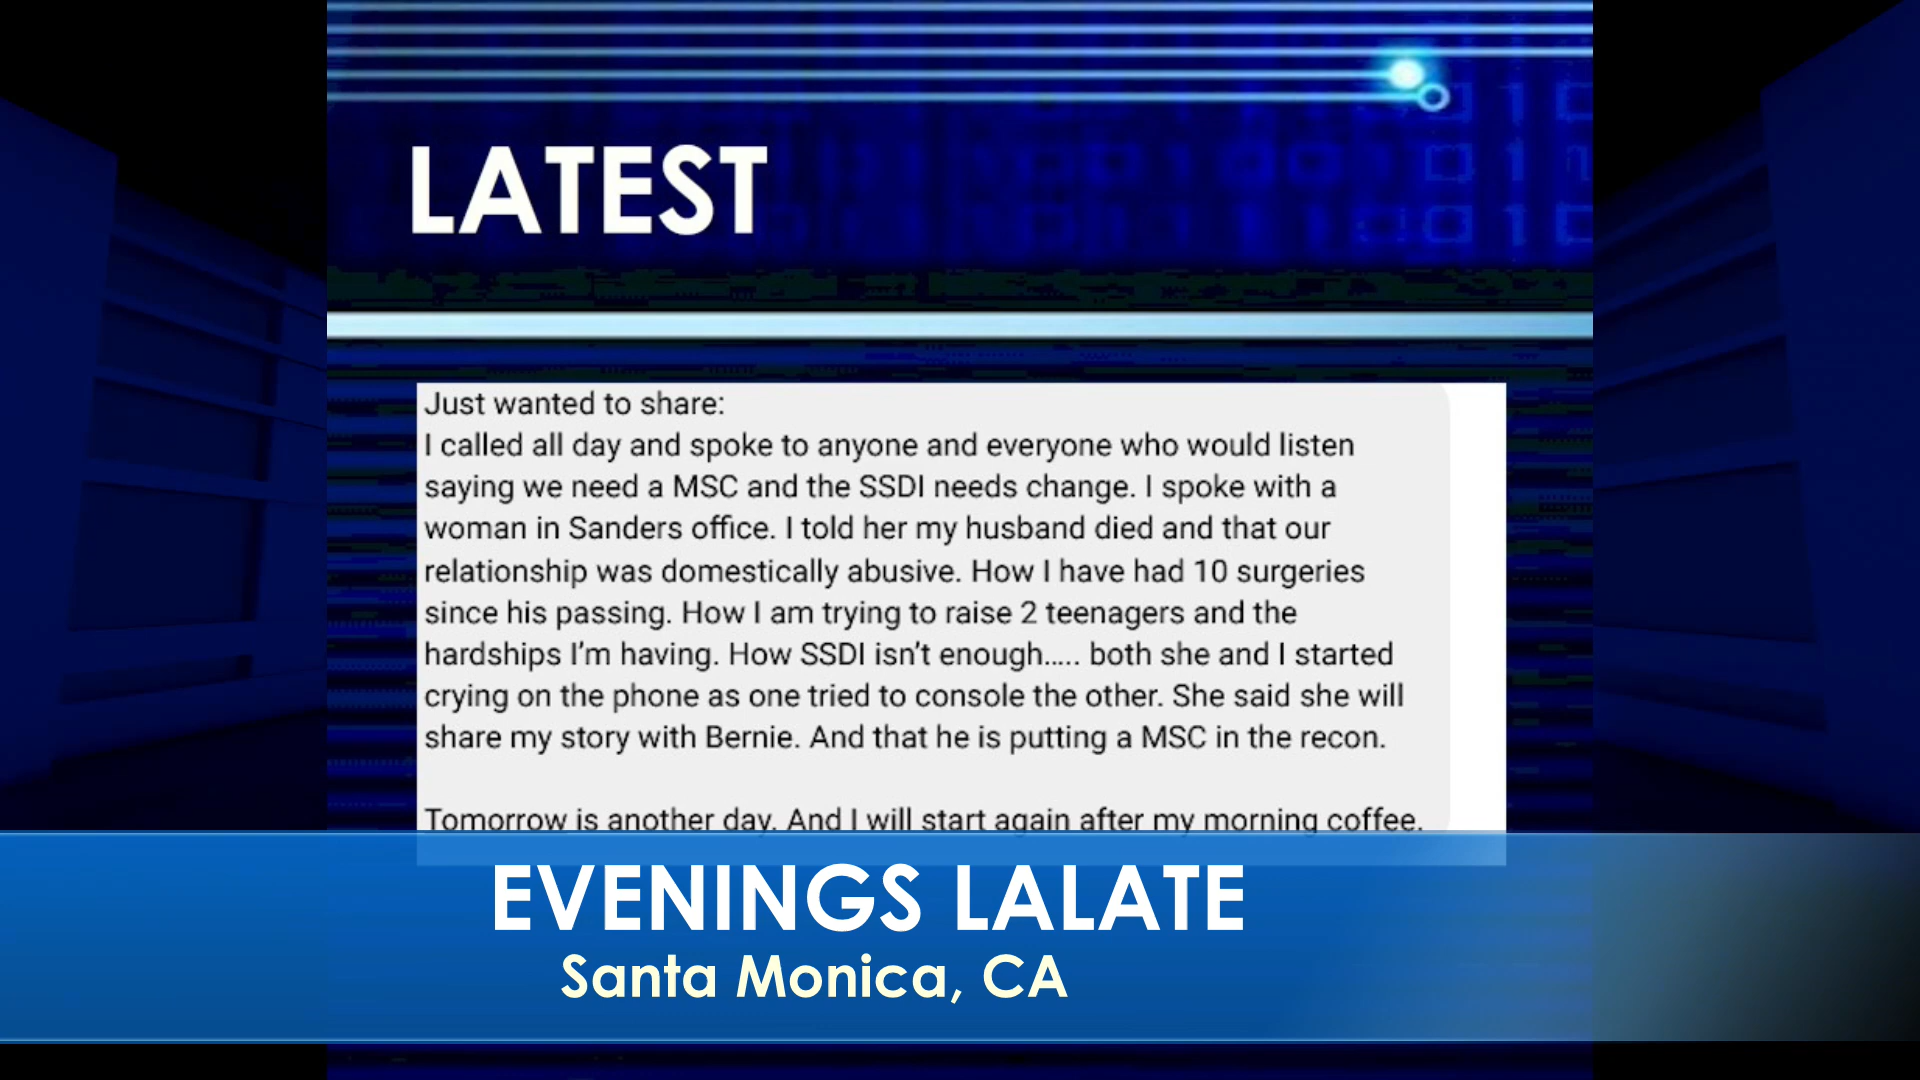 LATEST
Just wanted to share:
I called all day and spoke to anyone and everyone who would listen
saying we need a MSC and the SSDI needs change. I spoke with a
woman in Sanders office. I told her my husband died and that our
relationship was domestically abusive. How I have had 10 surgeries
since his passing. How I am trying to raise 2 teenagers and the
hardships I’m having. How SSDI isn’t enough..... both she and I started
crying on the phone as one tried to console the other. She said she will
share my story with Bernie. And that he is putting a MSC in the recon.
Tomorrow is another day. And I will start again after my morning coffee.
EVENINGS LALATE
Santa Monica, CA